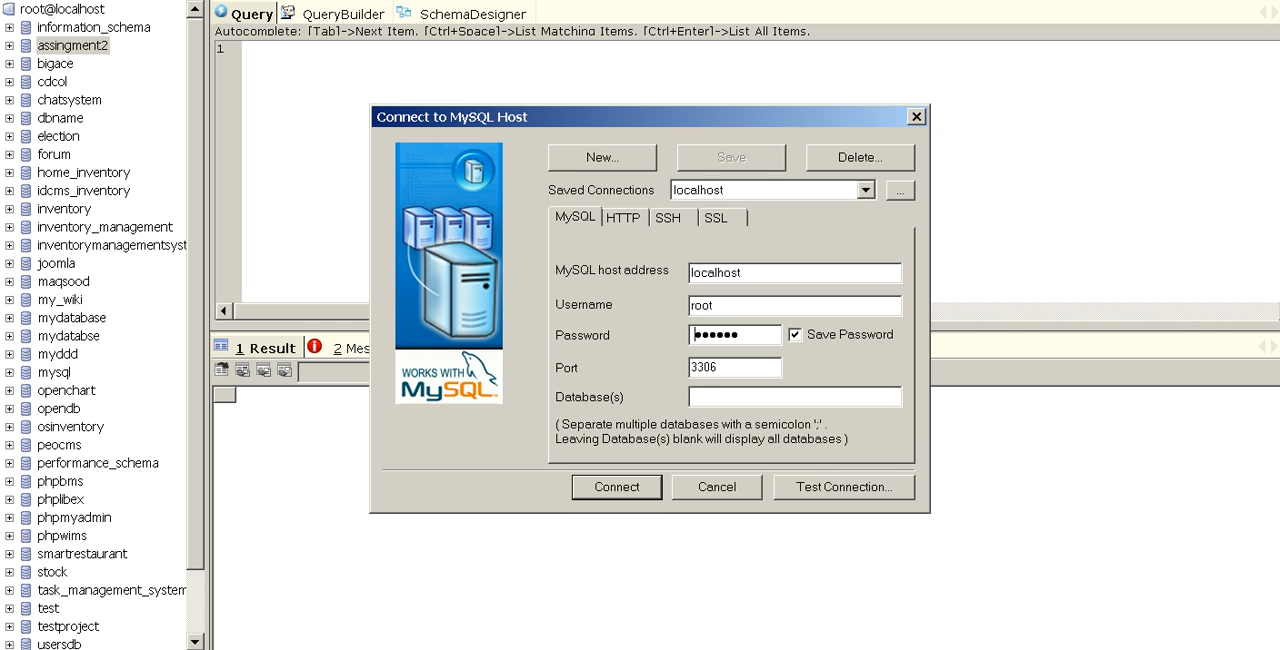 root@localhost
information_schema
assingment2
bigace
cdcol
chatsystem
dbname
election
forum
home_inventory
idcms_inventory
inventory
inventory_management
inventorymanagementsyst
joomla
maqsood
my_wiki
mydatabase
mydatabse
myddd
mysql
openchart
opendb
osinventory
peocms
performance_schema
phpbms
phplibex
phpmyadmin
phpwims
smartrestaurant
stock
task_management_system
test
testproject
usersdb
Query QueryBuilder SchemaDesigner
Autocomplete: [Tab]->Next Item. [Ctrl+Space]->List Matching Items. [Ctrl+Enter]->List All Items.
1
1 Result 2 Mes
Connect to MySQL Host
New... Save Delete...
Saved Connections localhost ...
MySQL HTTP SSH SSL
MySQL host address localhost
Username root
Password ●●●●●● Save Password
Port 3306
Database(s)
( Separate multiple databases with a semicolon ';' .
Leaving Database(s) blank will display all databases )
WORKS WITH
MySQL
Connect Cancel Test Connection...